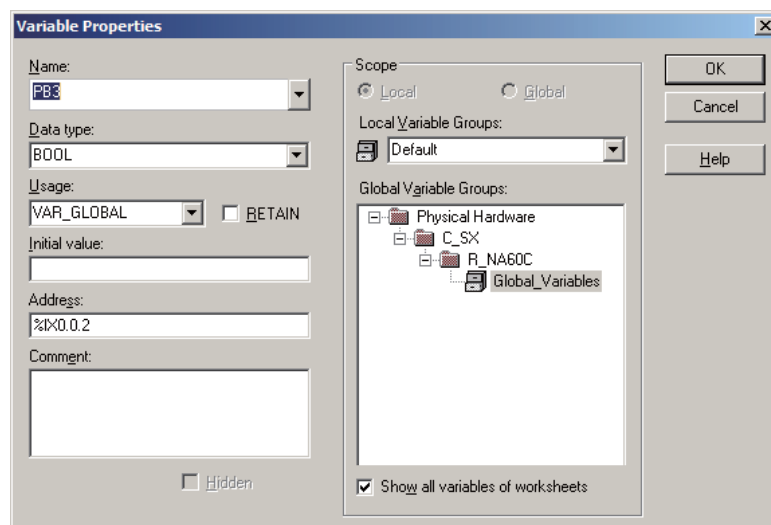 Variable Properties
Name:
PB3
Data type:
BOOL
Usage:
VAR_GLOBAL
RETAIN
Initial value:
Address:
%IX0.0.2
Comment:
Hidden
Scope
Local
Global
Local Variable Groups:
Default
Global Variable Groups:
Physical Hardware
C_SX
R_NA60C
Global_Variables
Show all variables of worksheets
OK
Cancel
Help